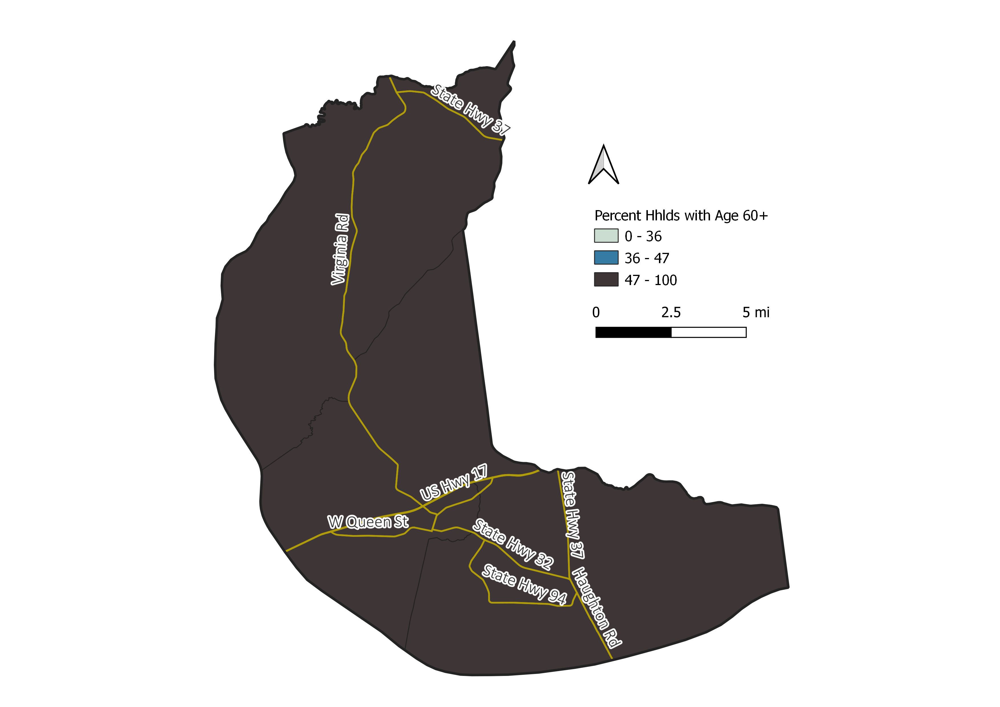 State Hwy 37
Virginia Rd
Percent Hhlds with Age 60+
0 - 36
36 - 47
47 - 100
0 2.5 5 mi
US Hwy 17
State Hwy 37
W Queen St
State Hwy 32
State Hwy 94
Haughton Rd